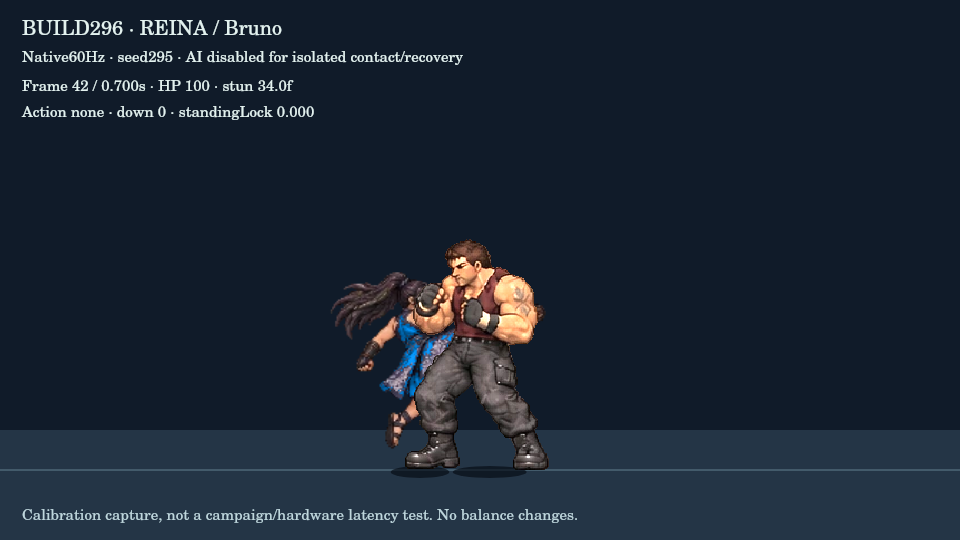 BUILD296 · REINA / Bruno
Native60Hz · seed295 · AI disabled for isolated contact/recovery
Frame 42 / 0.700s · HP 100 · stun 34.0f
Action none · down 0 · standingLock 0.000
Calibration capture, not a campaign/hardware latency test. No balance changes.